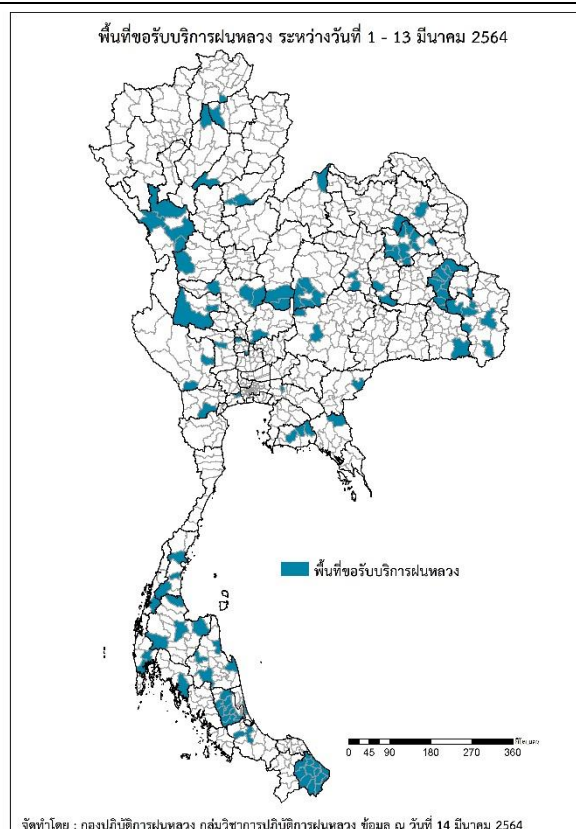 พื้นที่ขอรับบริการฝนหลวง ระหว่างวันที่ 1 - 13 มีนาคม 2564
พื้นที่ขอรับบริการฝนหลวง
0 45 90 180 270 360
จัดทำโดย : กองปฏิบัติการฝนหลวง กลุ่มวิชาการปฏิบัติการฝนหลวง ข้อมูล ณ วันที่ 14 มีนาคม 2564